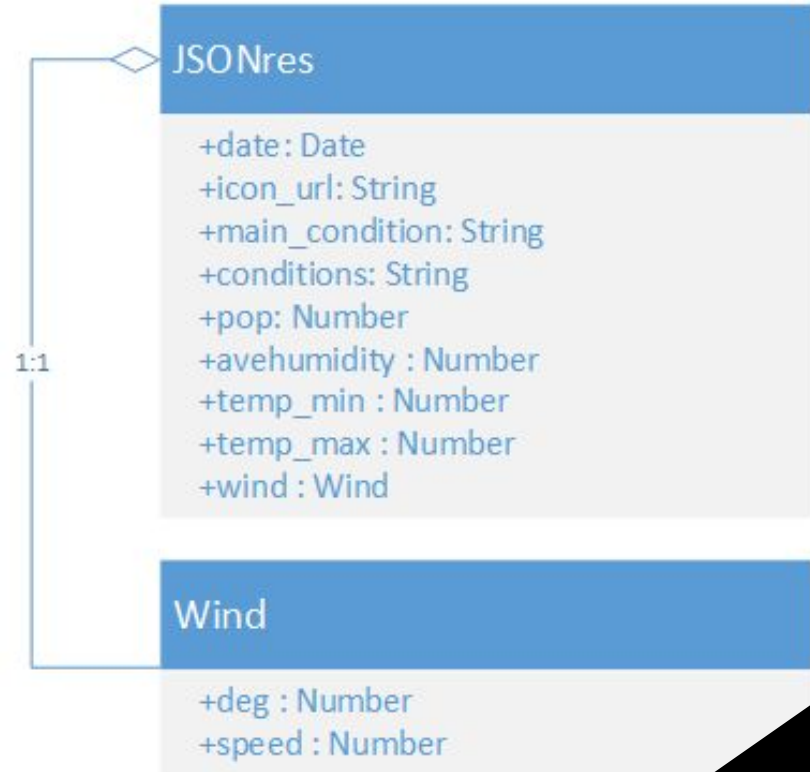 JSONres
+date: Date
+icon_url: String
+main_condition: String
+conditions: String
+pop: Number
+avehumidity : Number
+temp_min : Number
+temp_max : Number
+wind : Wind
1:1
Wind
+deg : Number
+speed : Number